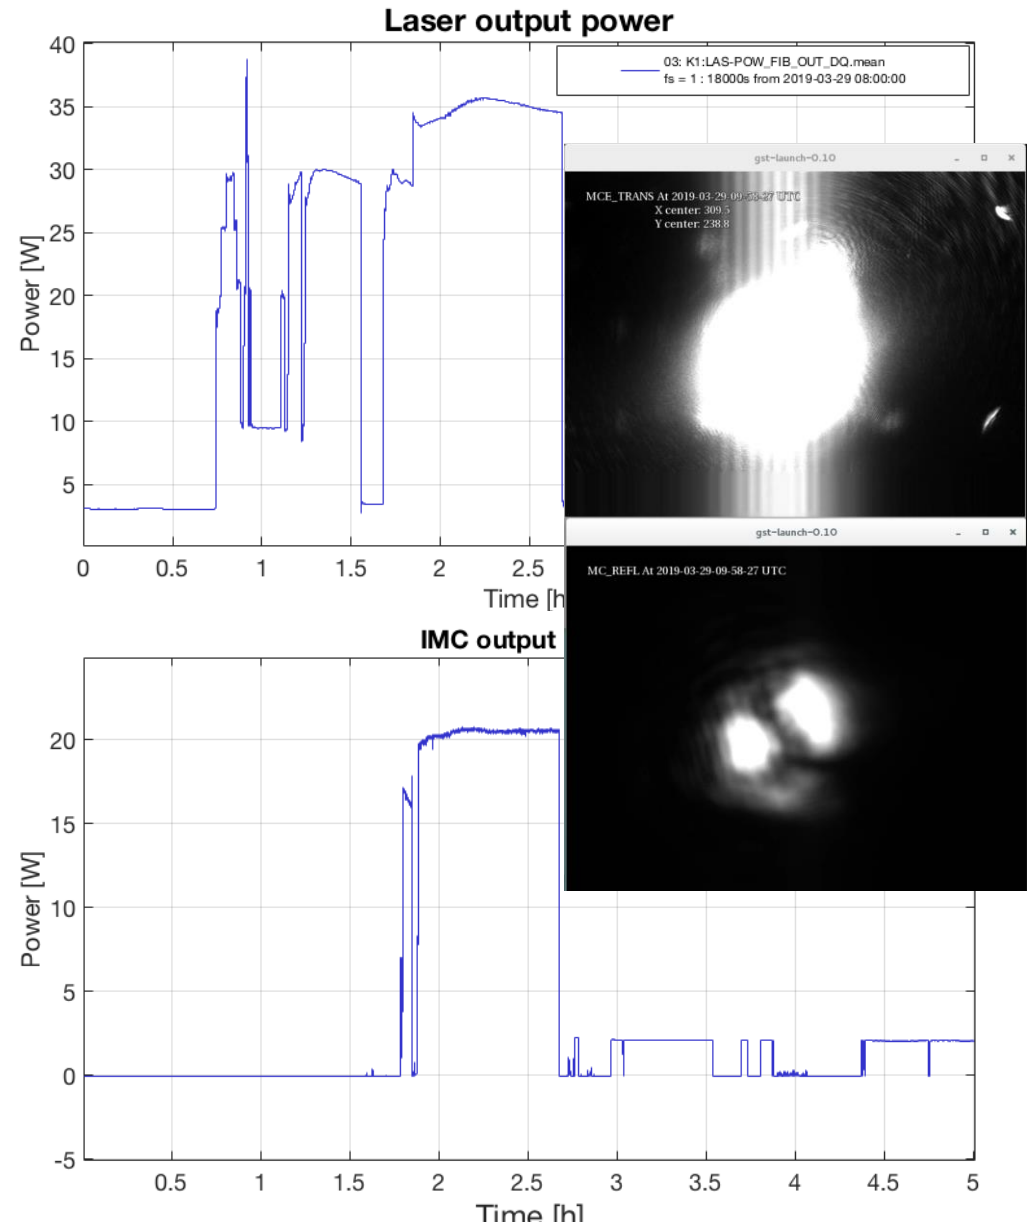 Laser output power
03: K1:LAS-POW_FIB_OUT_DQ.mean
fs = 1 : 18000s from 2019-03-29 08:00:00
40
35
30
25
20
15
10
5
Power [W]
0 0.5 1 1.5 2 2.5
Time [h
gst-launch-0.10
MCE_TRANS At 2019-03-29-09-58-27 UTC
X center: 309.5
Y center: 238.8
gst-launch-0.10
MC_REFL At 2019-03-29-09-58-27 UTC
IMC output
20
15
10
5
0
-5
Power [W]
0.5 1 1.5 2 2.5 3 3.5 4 4.5 5
Time [h]